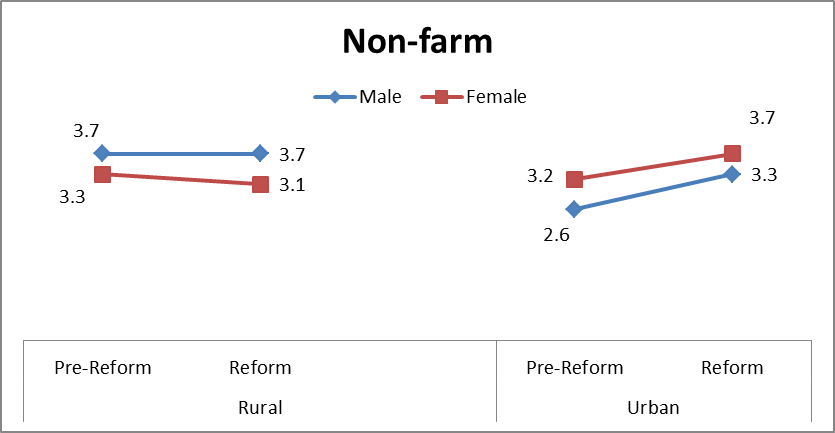 Non-farm
Male Female
3.7 3.7 3.3 3.1
3.7 3.2 3.3 2.6
Pre-Reform Reform Pre-Reform Reform
Rural Urban